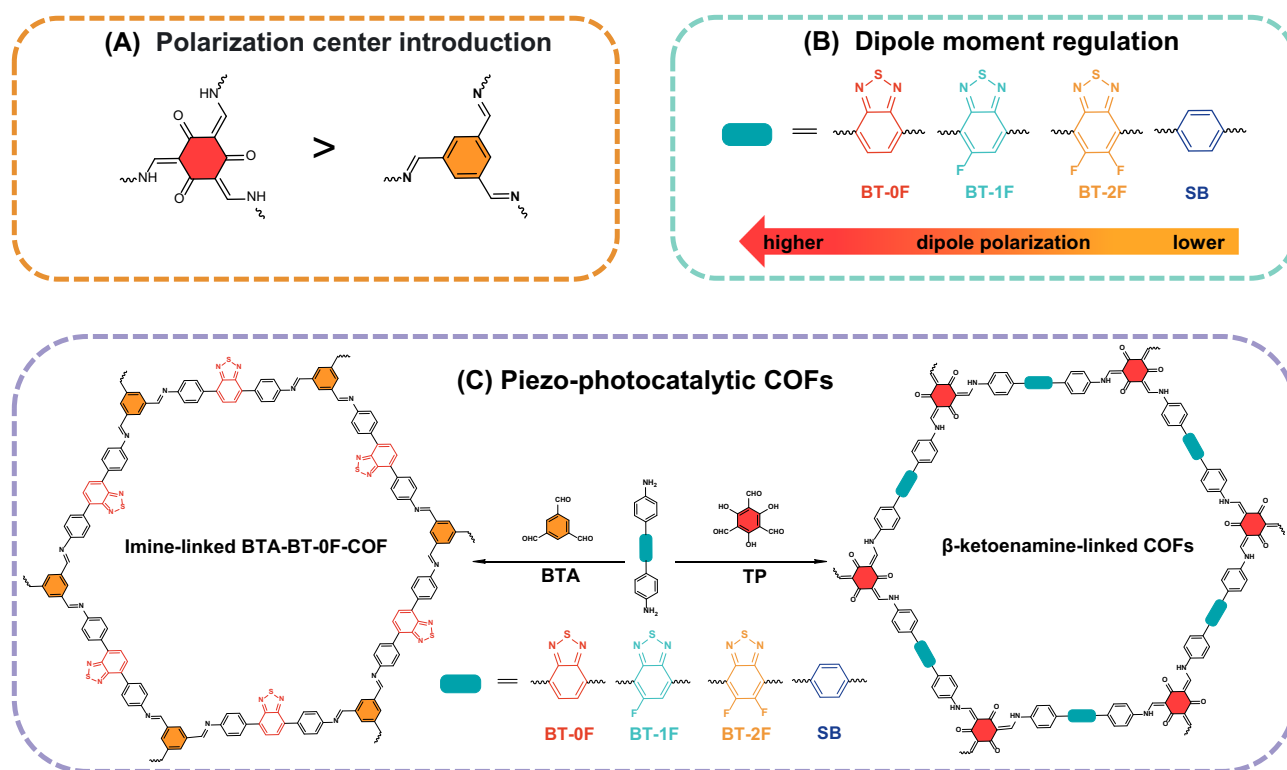 (A) Polarization center introduction
HN
O
O
NH
O
NH
>
N
N
N
(B) Dipole moment regulation
S
N N
S
N N
F
S
N N
F F
=
BT-0F BT-1F BT-2F SB
higher dipole polarization lower
(C) Piezo-photocatalytic COFs
Imine-linked BTA-BT-0F-COF
CHO
OHC CHO
BTA
NH2
NH2
CHO
HO OH
OHC CHO
OH
TP
β-ketoenamine-linked COFs
=
S
N N
S
N N
F
S
N N
F F
BT-0F BT-1F BT-2F SB